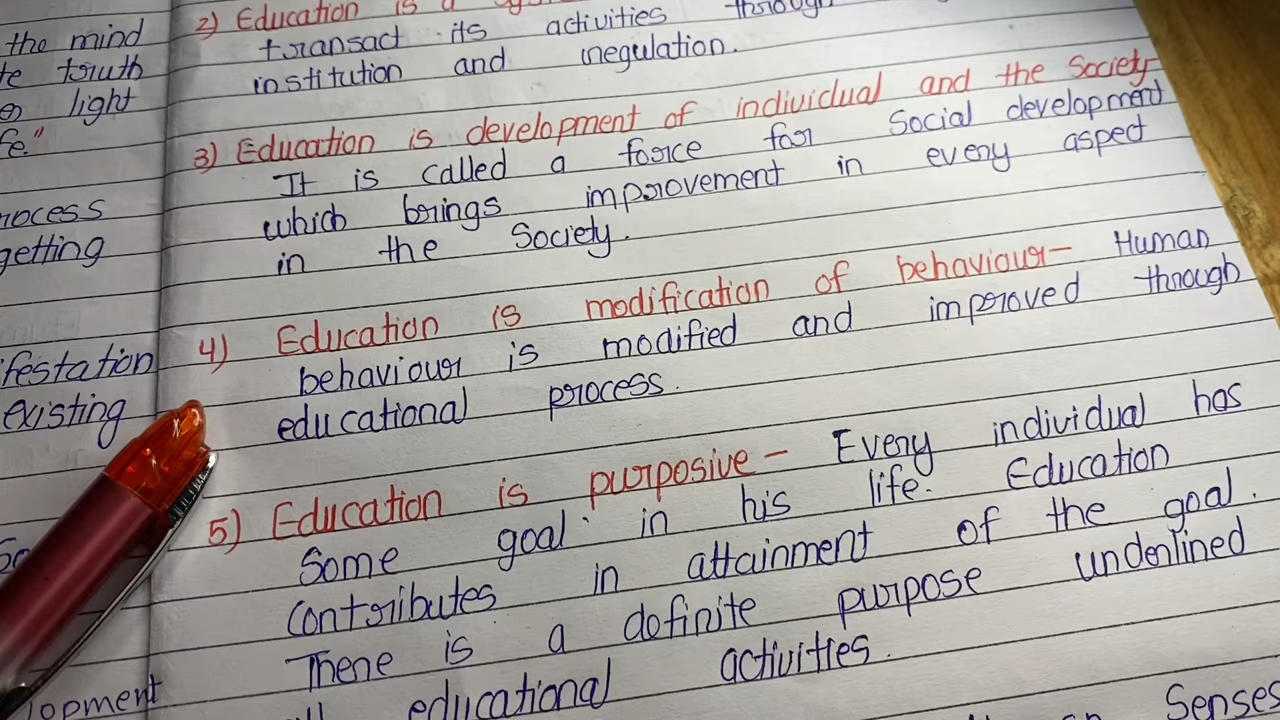 the mind
te truth
light
fe."
rocess
getting
festation
existing
lopment
2) Education is a
transact its activities through
institution and regulation.
3) Education is development of individual and the Society
It is called a force for Social development
which brings improvement in every aspect
in the Society.
4) Education is modification of behaviour- Human
behaviour is modified and improved through
educational process.
5) Education is purposive- Every individual has
Some goal in his life. Education
contributes in attainment of the goal.
There is a definite purpose underlined
educational activities.
Senses